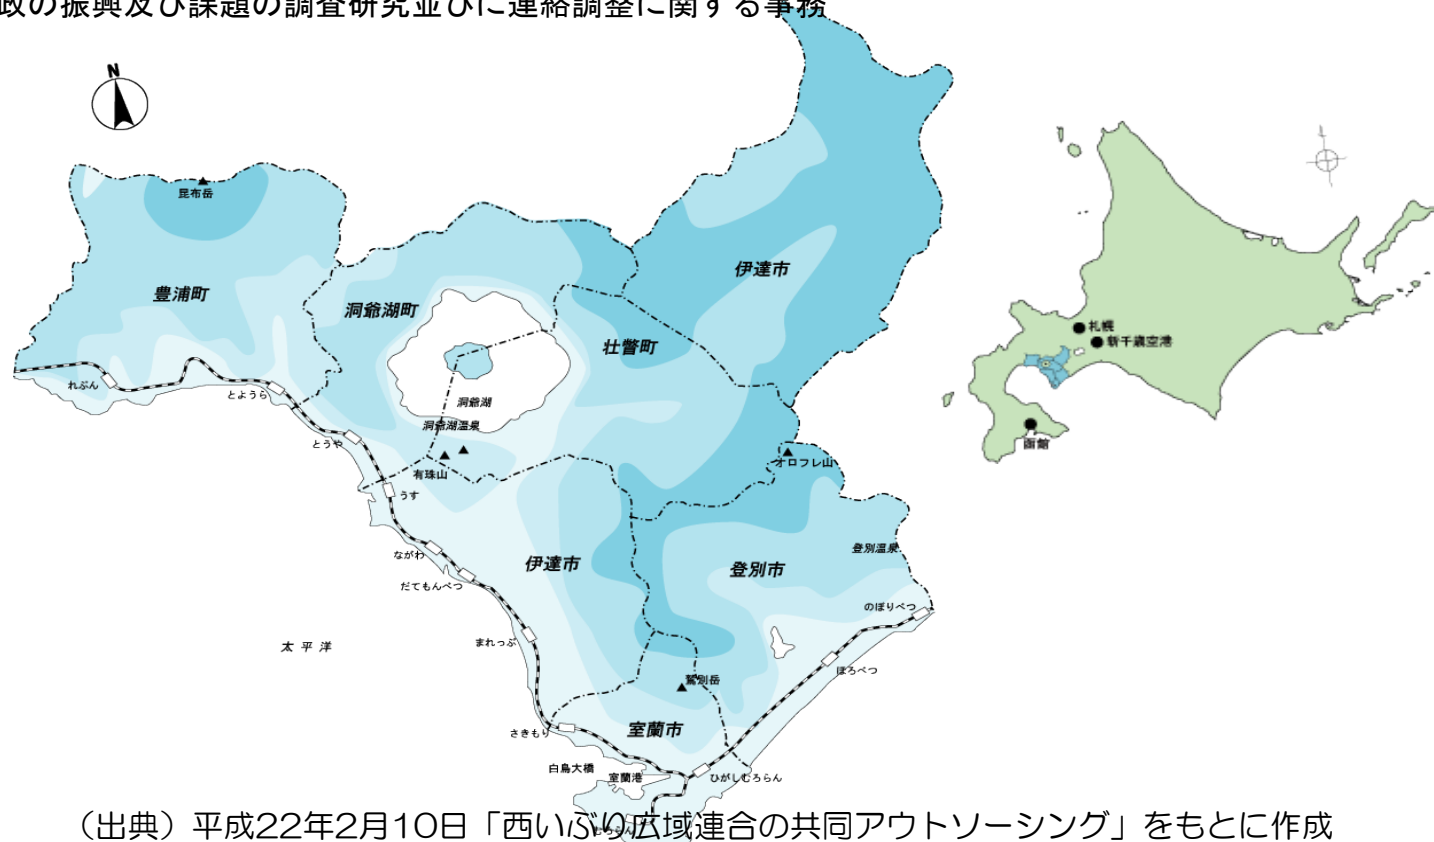 政の振興及び課題の調査研究並びに連絡調整に関する事務
N
昆布岳
豊浦町
洞爺湖町
伊達市
壮瞥町
札幌
新千歳空港
函館
れぶん
とようら
とうや
洞爺湖
洞爺湖温泉
有珠山
オロフレ山
うす
ながわ
だてもんべつ
伊達市
登別市
登別温泉
のぼりべつ
まれっぷ
太平洋
ほろべつ
鷲別岳
さきもり
室蘭市
白鳥大橋
室蘭港
ひがしむろらん
(出典)平成22年2月10日「西いぶり広域連合の共同アウトソーシング」をもとに作成